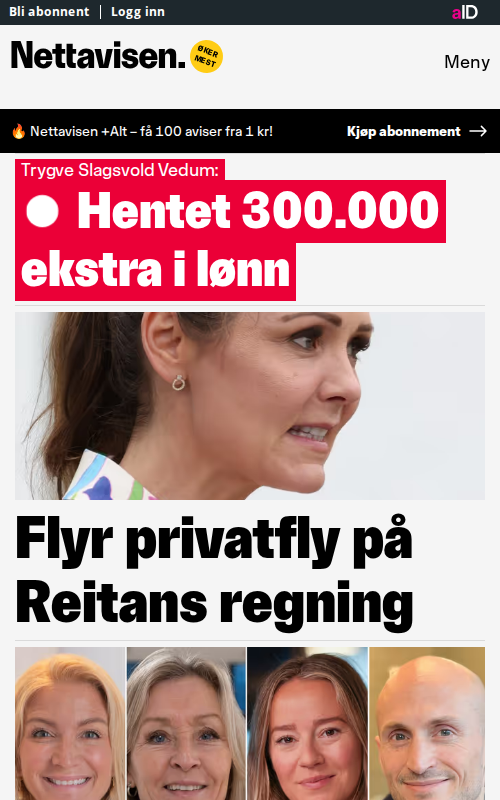 Bli abonnent | Logg inn
aID
Nettavisen.
ØKER
MEST
Meny
🔥 Nettavisen +Alt – få 100 aviser fra 1 kr!
Kjøp abonnement →
Trygve Slagsvold Vedum:
Hentet 300.000
ekstra i lønn
Flyr privatfly på
Reitans regning